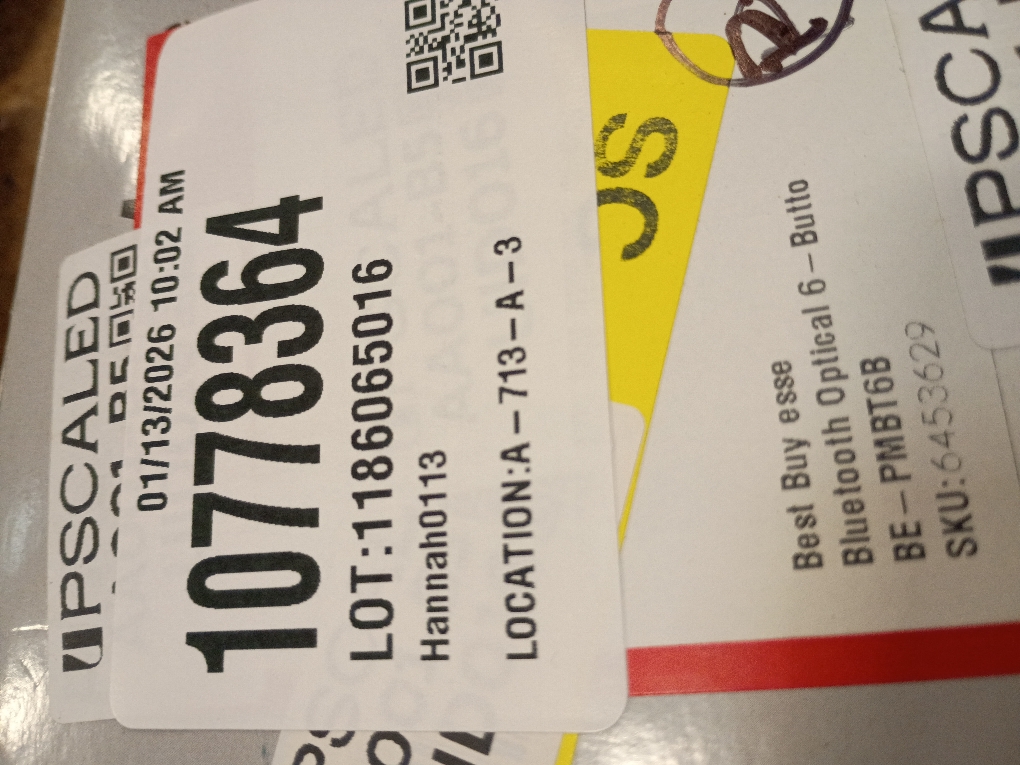 UPSCALED
01/13/2026 10:02 AM
10778364
LOT:1186065016
Hannah0113
LOCATION:A-713-A-3
Best Buy esse
Bluetooth Optical 6-Butto
BE-PMBT6B
SKU:6453629
UPSCA